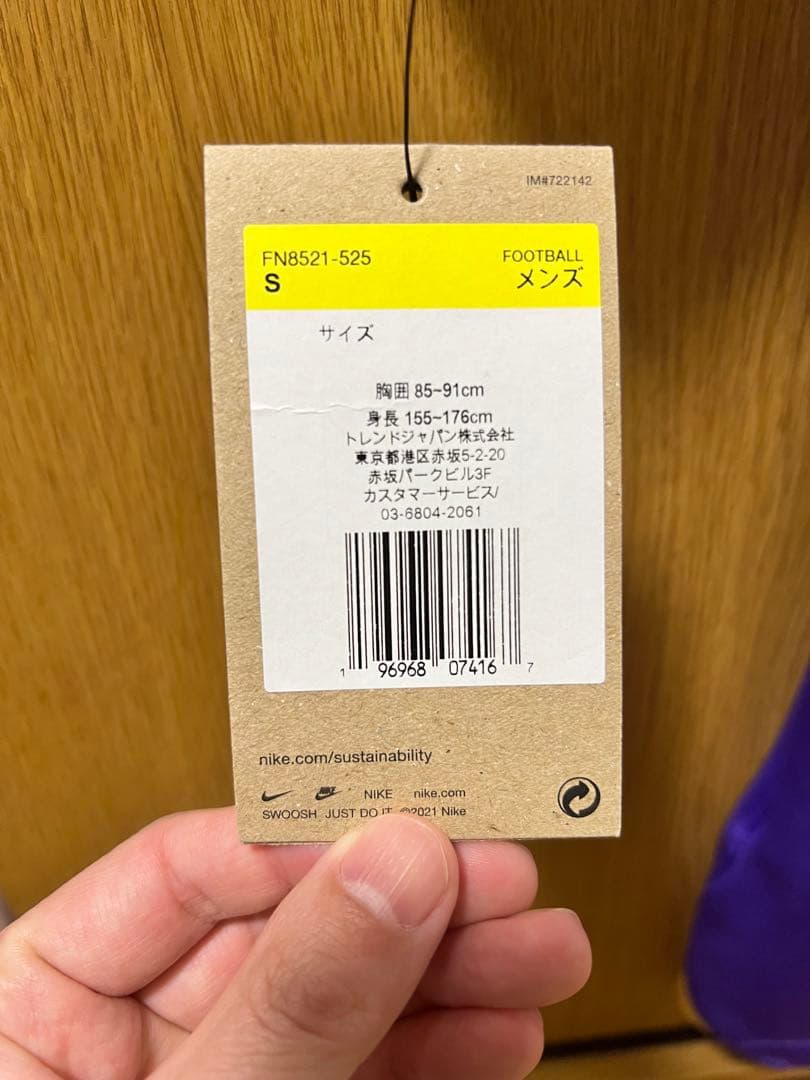 IM#722142
FN8521-525
FOOTBALL
S
メンズ
サイズ
胸囲 85~91cm
身長 155~176cm
トレンドジャパン株式会社
東京都港区赤坂5-2-20
赤坂パークビル3F
カスタマーサービス/
03-6804-2061
1 96968 07416 7
nike.com/sustainability
NIKE nike.com
SWOOSH JUST DO IT ©2021 Nike